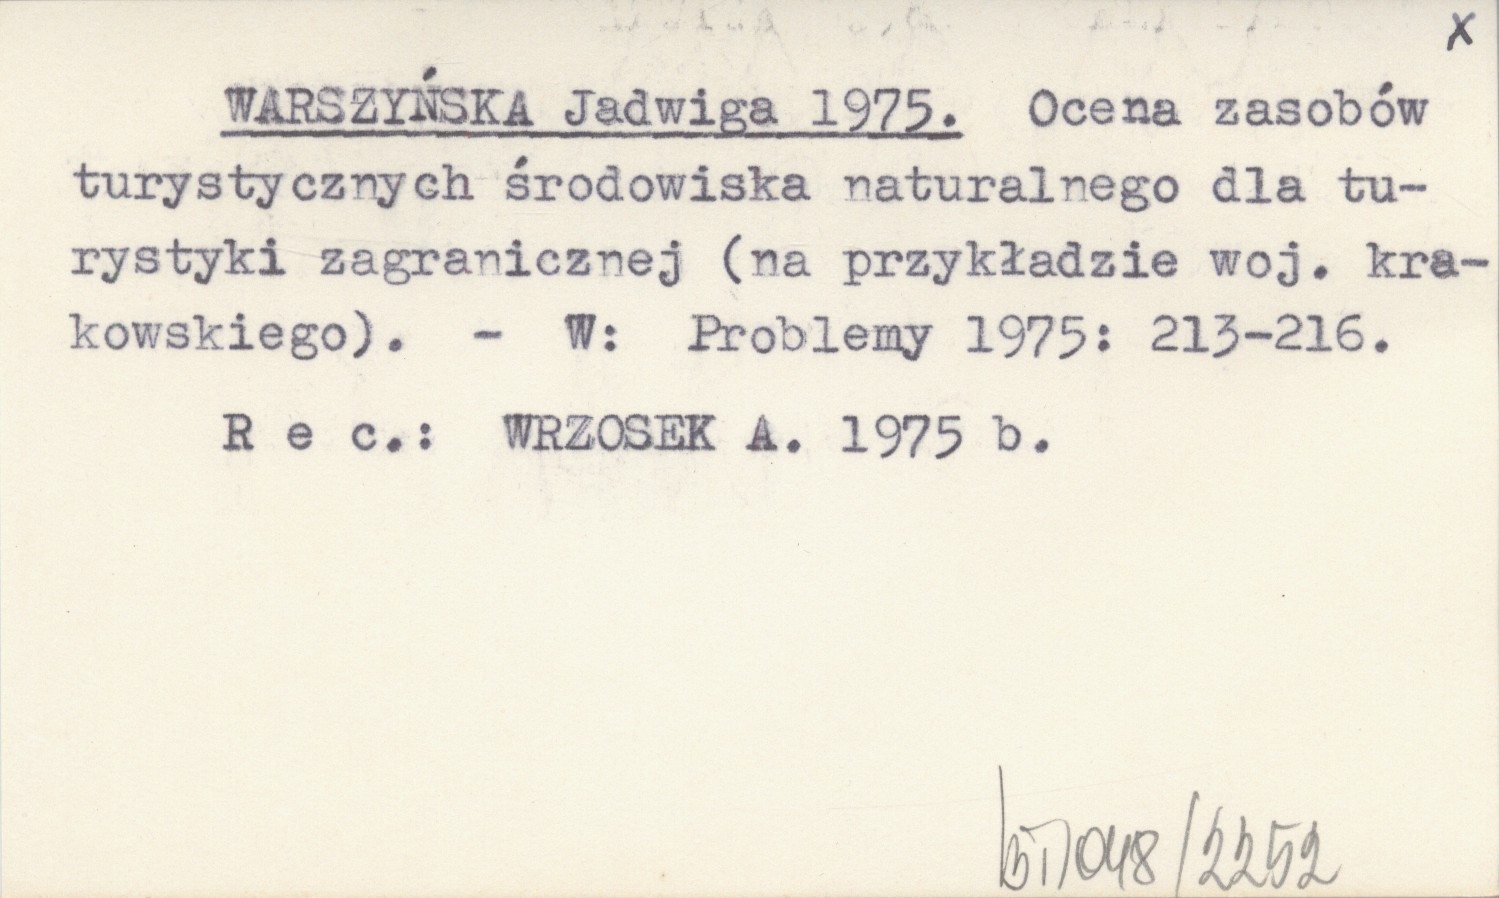 x
WARSZYŃSKA Jadwiga 1975. Ocena zasobów
turystycznych środowiska naturalnego dla tu-
rystyki zagranicznej (na przykładzie woj. kra-
kowskiego). - W: Problemy 1975: 213-216.
R e c.: WRZOSEK A. 1975 b.
048/2252